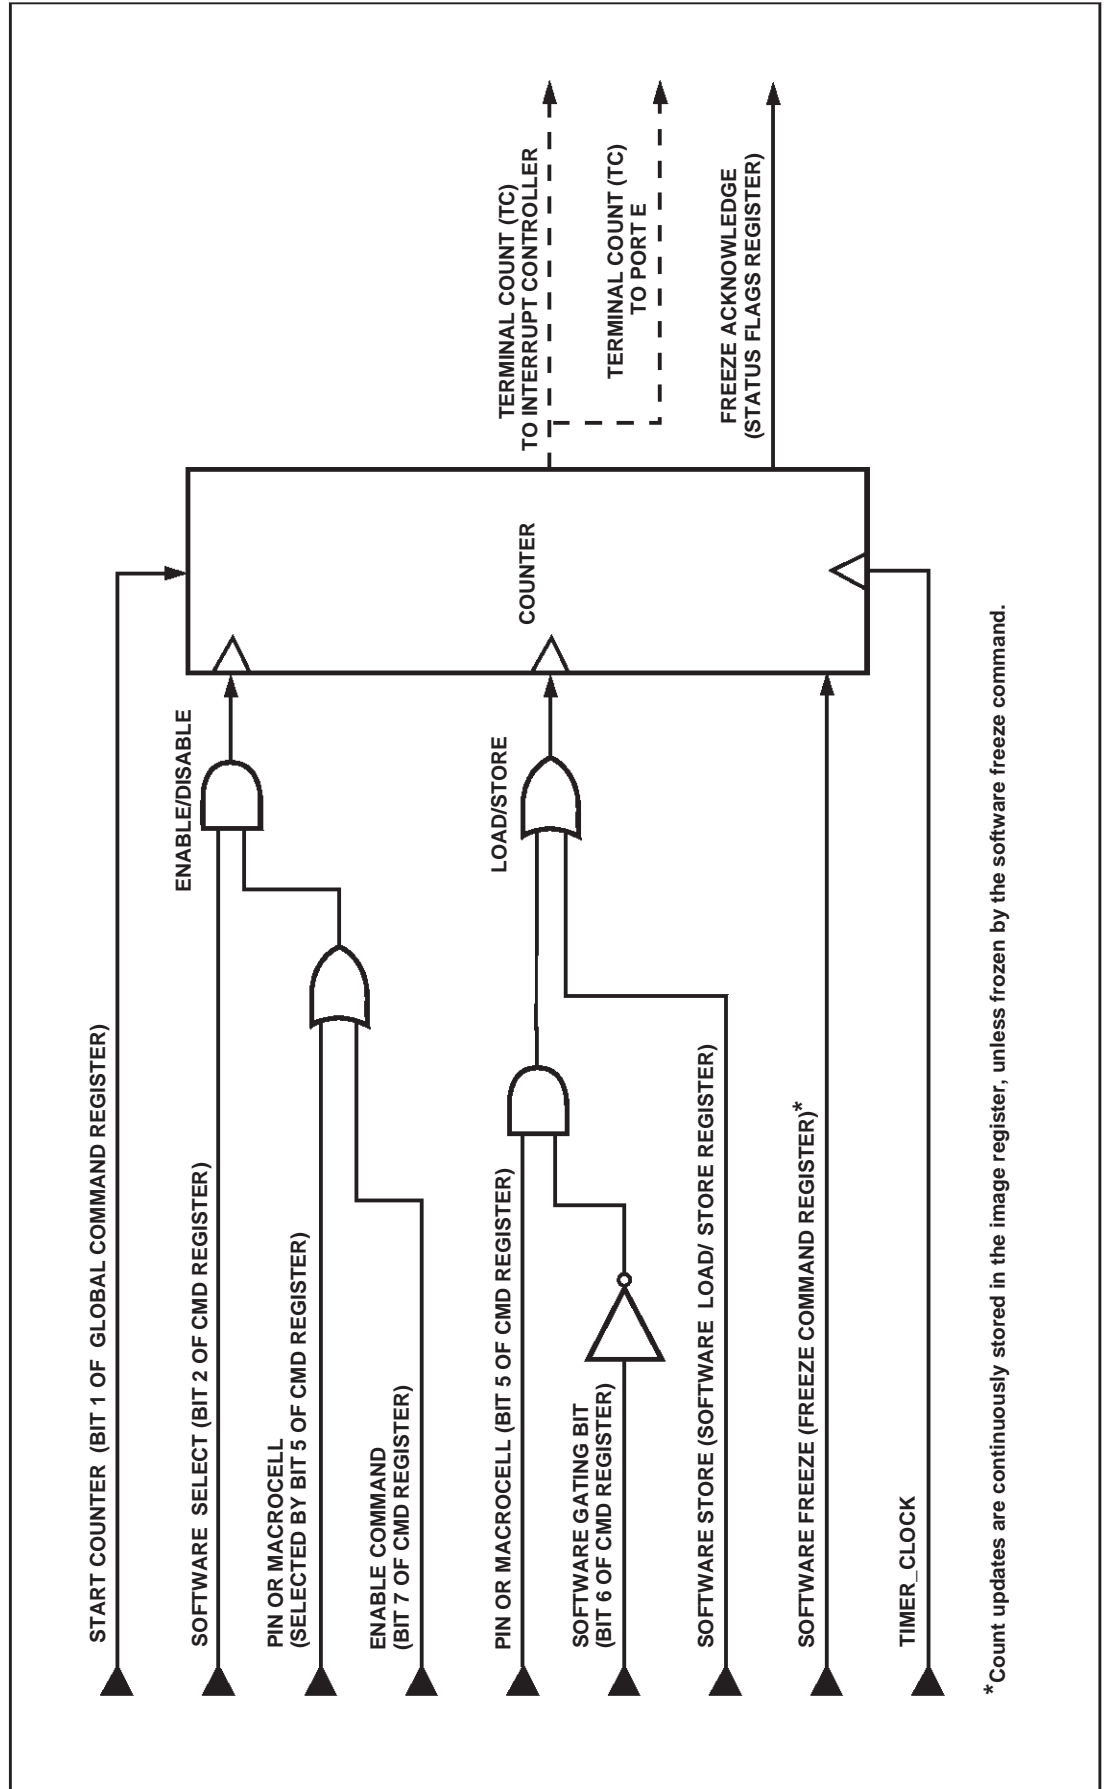 START COUNTER (BIT 1 OF GLOBAL COMMAND REGISTER)
SOFTWARE SELECT (BIT 2 OF CMD REGISTER)
PIN OR MACROCELL
(SELECTED BY BIT 5 OF CMD REGISTER)
ENABLE COMMAND
(BIT 7 OF CMD REGISTER)
PIN OR MACROCELL (BIT 5 OF CMD REGISTER)
SOFTWARE GATING BIT
(BIT 6 OF CMD REGISTER)
SOFTWARE STORE (SOFTWARE LOAD/ STORE REGISTER)
SOFTWARE FREEZE (FREEZE COMMAND REGISTER)*
TIMER_CLOCK
ENABLE/DISABLE
LOAD/STORE
COUNTER
TERMINAL COUNT (TC)
TO INTERRUPT CONTROLLER
TERMINAL COUNT (TC)
TO PORT E
FREEZE ACKNOWLEDGE
(STATUS FLAGS REGISTER)
*Count updates are continuously stored in the image register, unless frozen by the software freeze command.